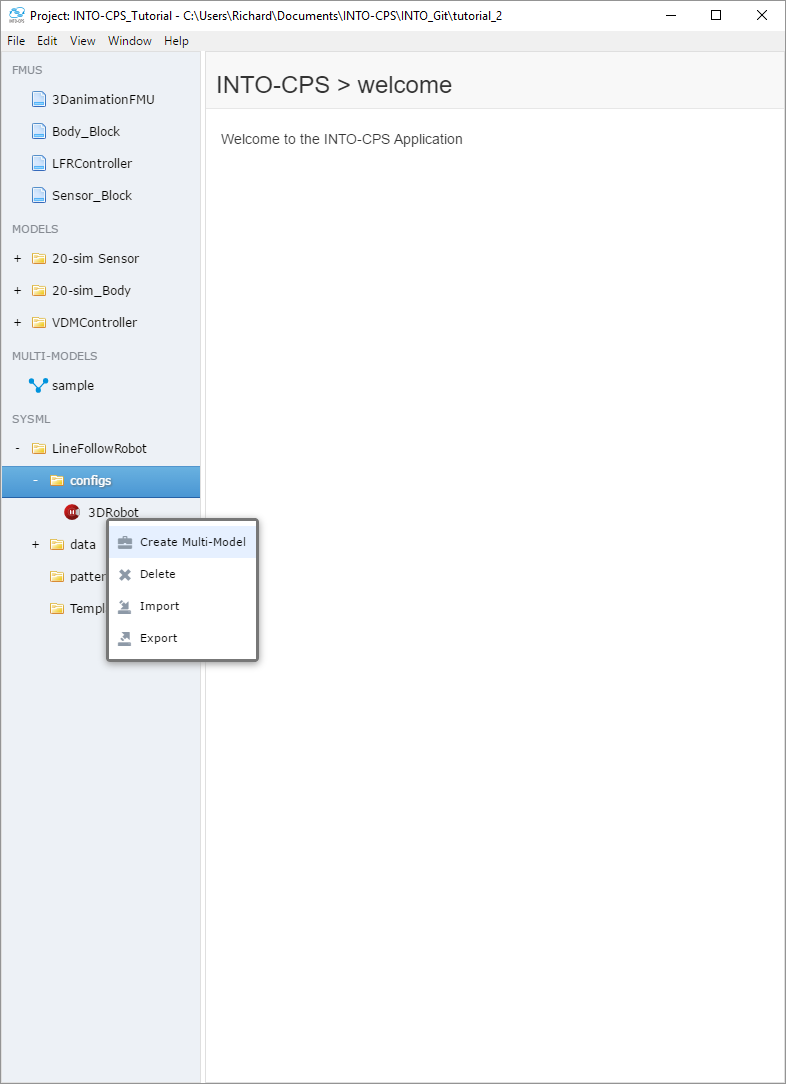 Project: INTO-CPS_Tutorial - C:\Users\Richard\Documents\INTO-CPS\INTO_Git\tutorial_2
File Edit View Window Help
FMUS
3DanimationFMU
Body_Block
LFRController
Sensor_Block
MODELS
+ 20-sim Sensor
+ 20-sim_Body
+ VDMController
MULTI-MODELS
sample
SYSML
- LineFollowRobot
- configs
3DRobot
+ data
patter
Templ
Create Multi-Model
Delete
Import
Export
INTO-CPS > welcome
Welcome to the INTO-CPS Application